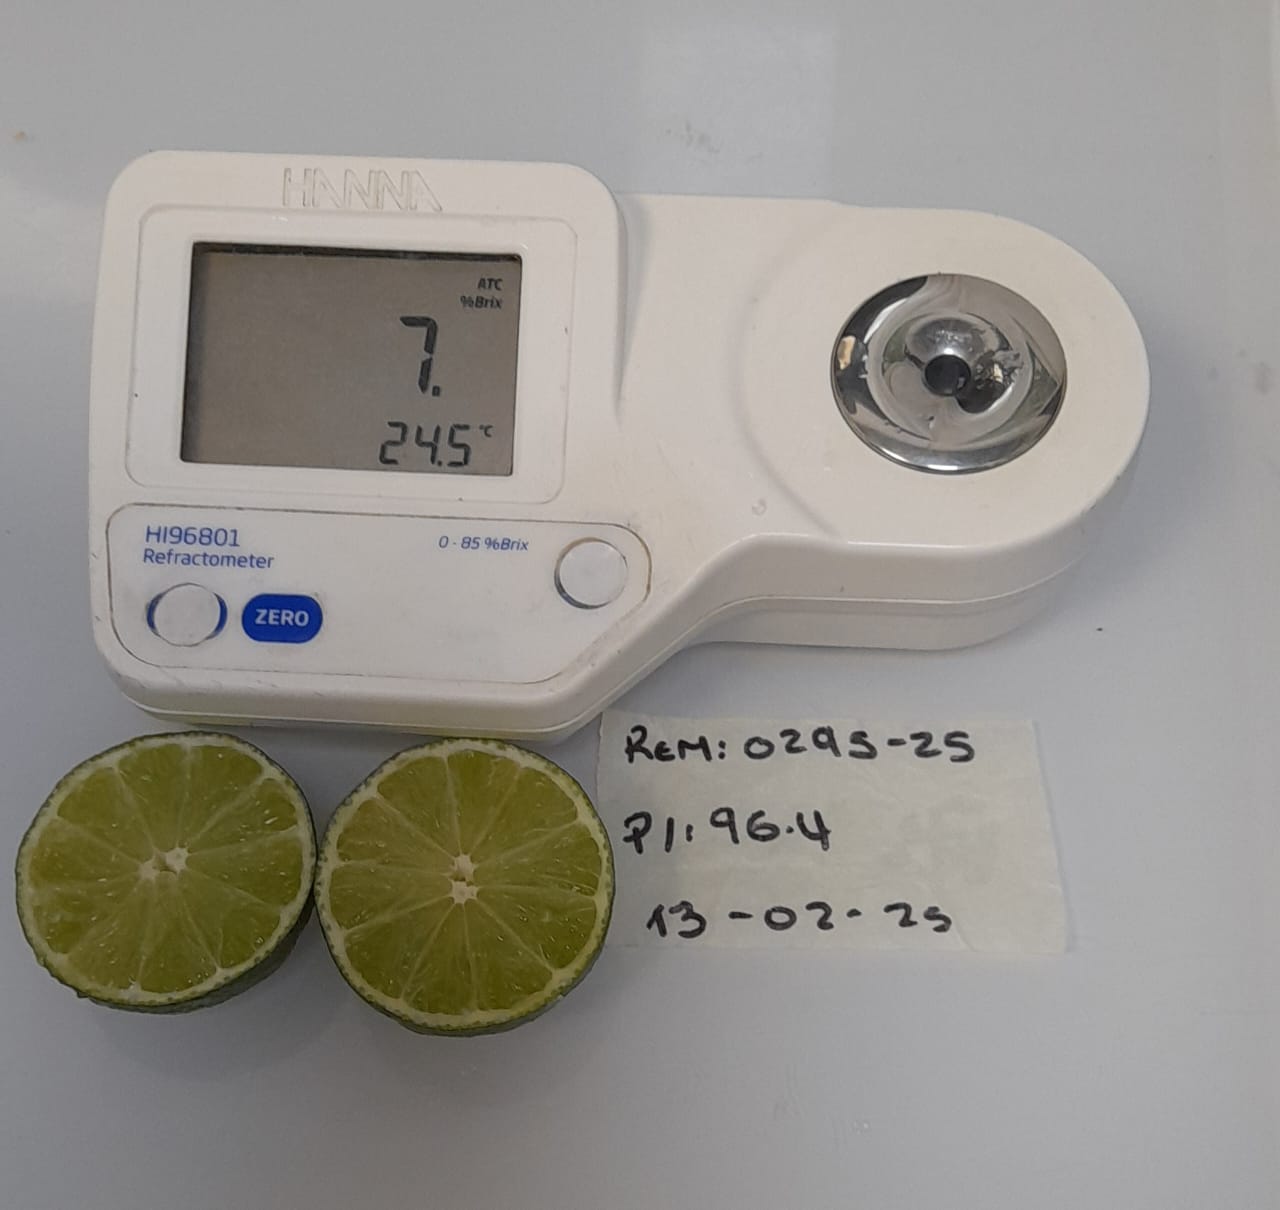 HANNA
ATC
%Brix
7.
24.5 °C
HI96801
Refractometer
0 - 85 %Brix
ZERO
REM: 0295-25
P1: 96.4
13-02-25